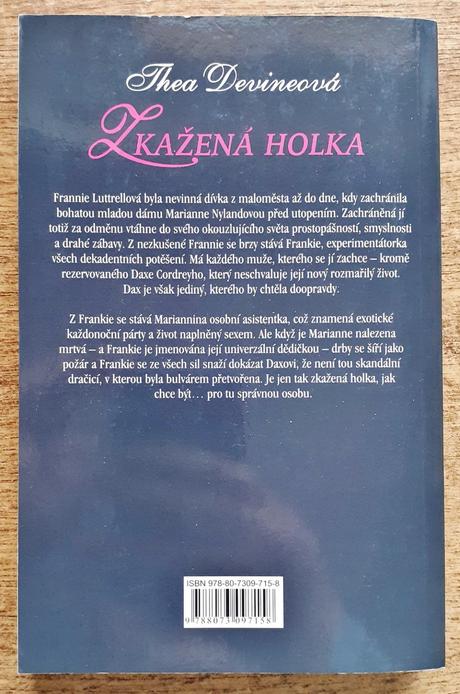 Thea Devineová
ZKAŽENÁ HOLKA
Frannie Luttrellová byla nevinná dívka z maloměsta až do dne, kdy zachránila
bohatou mladou dámu Marianne Nylandovou před utopením. Zachráněná jí
totiž za odměnu vtáhne do svého okouzlujícího světa prostopášností, smyslnosti
a drahé zábavy. Z nezkušené Frannie se brzy stává Frankie, experimentátorka
všech dekadentních potěšení. Má každého muže, kterého se jí zachce – kromě
rezervovaného Daxe Cordreyho, který neschvaluje její nový rozmařilý život.
Dax je však jediný, kterého by chtěla doopravdy.
Z Frankie se stává Mariannina osobní asistentka, což znamená exotické
každonoční párty a život naplněný sexem. Ale když je Marianne nalezena
mrtvá – a Frankie je jmenována její univerzální dědičkou – drby se šíří jako
požár a Frankie se ze všech sil snaží dokázat Daxovi, že není tou skandální
dračicí, v kterou byla bulvárem přetvořena. Je jen tak zkažená holka, jak
chce být... pro tu správnou osobu.
ISBN 978-80-7309-715-8
9 788073 097158